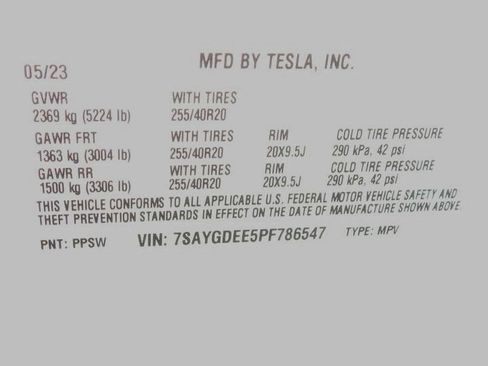 05/23 MFD BY TESLA, INC.
GVWR WITH TIRES
2369 kg (5224 lb) 255/40R20
GAWR FRT WITH TIRES RIM COLD TIRE PRESSURE
1363 kg (3004 lb) 255/40R20 20X9.5J 290 kPa, 42 psi
GAWR RR WITH TIRES RIM COLD TIRE PRESSURE
1500 kg (3306 lb) 255/40R20 20X9.5J 290 kPa, 42 psi
THIS VEHICLE CONFORMS TO ALL APPLICABLE U.S. FEDERAL MOTOR VEHICLE SAFETY AND
THEFT PREVENTION STANDARDS IN EFFECT ON THE DATE OF MANUFACTURE SHOWN ABOVE
PNT: PPSW VIN: 7SAYGDEE5PF786547 TYPE: MPV